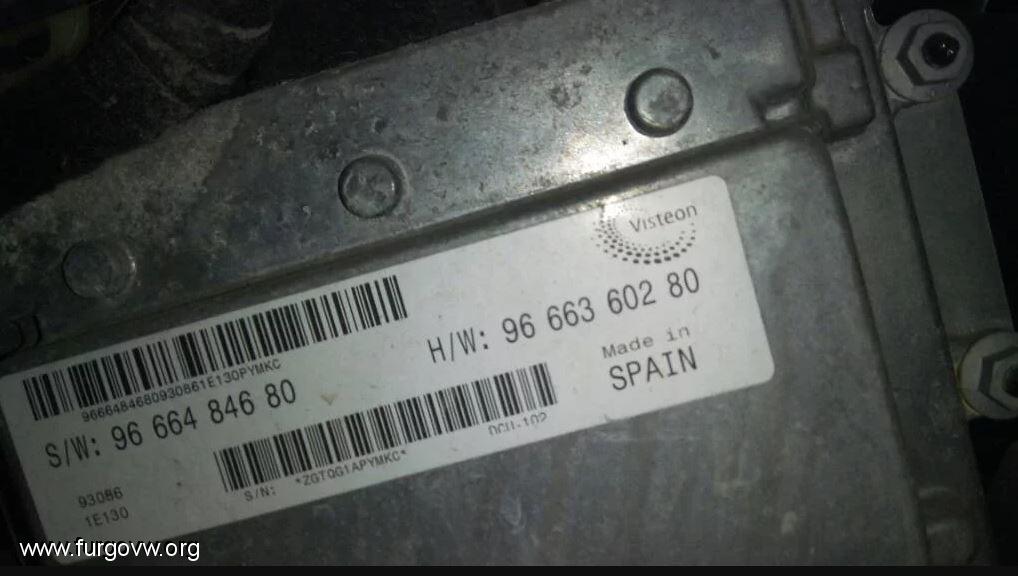 Visteon
9666484680930861E130PYMKC
H/W: 96 663 602 80
S/W: 96 664 846 80
Made in
SPAIN
DCU-102
S/N: *ZGTQG1APYMKC*
93086
1E130
www.furgovw.org